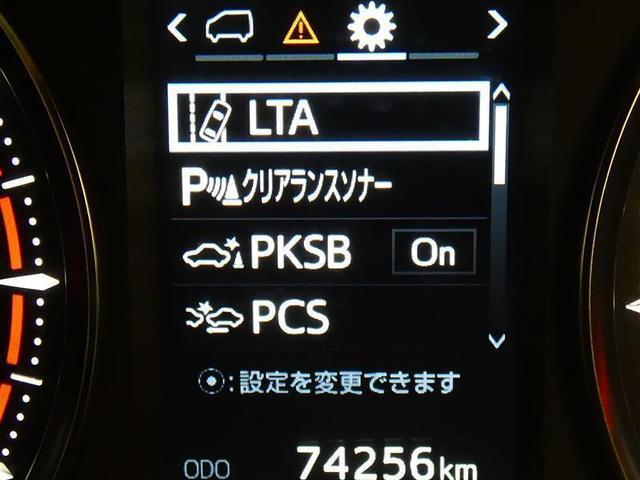 LTA
Pクリアランスソナー
PKSB On
PCS
:設定を変更できます
ODO 74256km